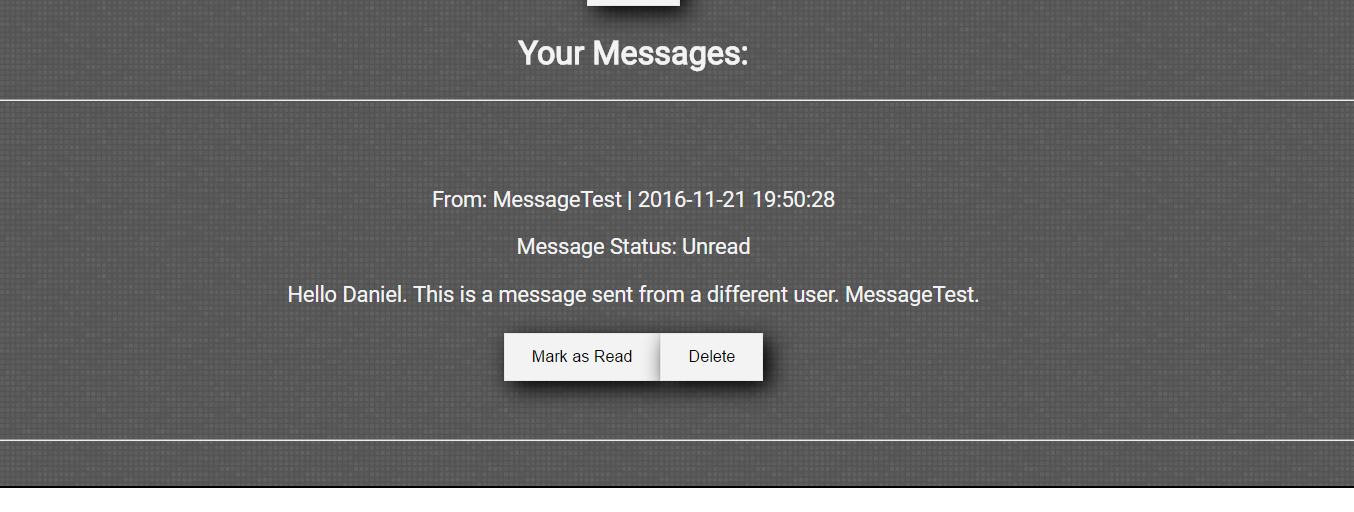 Your Messages:
From: MessageTest | 2016-11-21 19:50:28
Message Status: Unread
Hello Daniel. This is a message sent from a different user. MessageTest.
Mark as Read Delete